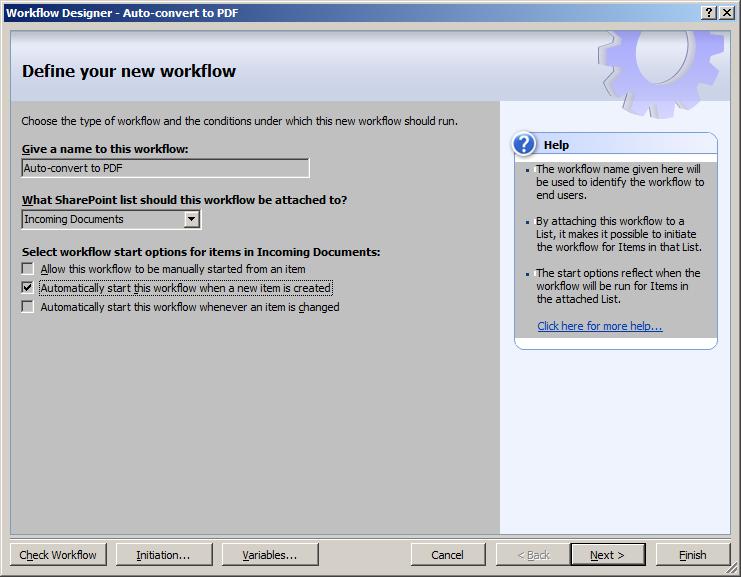 Workflow Designer - Auto-convert to PDF
Define your new workflow
Choose the type of workflow and the conditions under which this new workflow should run.
Give a name to this workflow:
Auto-convert to PDF
What SharePoint list should this workflow be attached to?
Incoming Documents
Select workflow start options for items in Incoming Documents:
Allow this workflow to be manually started from an item
Automatically start this workflow when a new item is created
Automatically start this workflow whenever an item is changed
? Help
The workflow name given here will
be used to identify the workflow to
end users.
By attaching this workflow to a
List, it makes it possible to initiate
the workflow for Items in that List.
The start options reflect when the
workflow will be run for Items in
the attached List.
Click here for more help...
Check Workflow Initiation... Variables... Cancel < Back Next > Finish